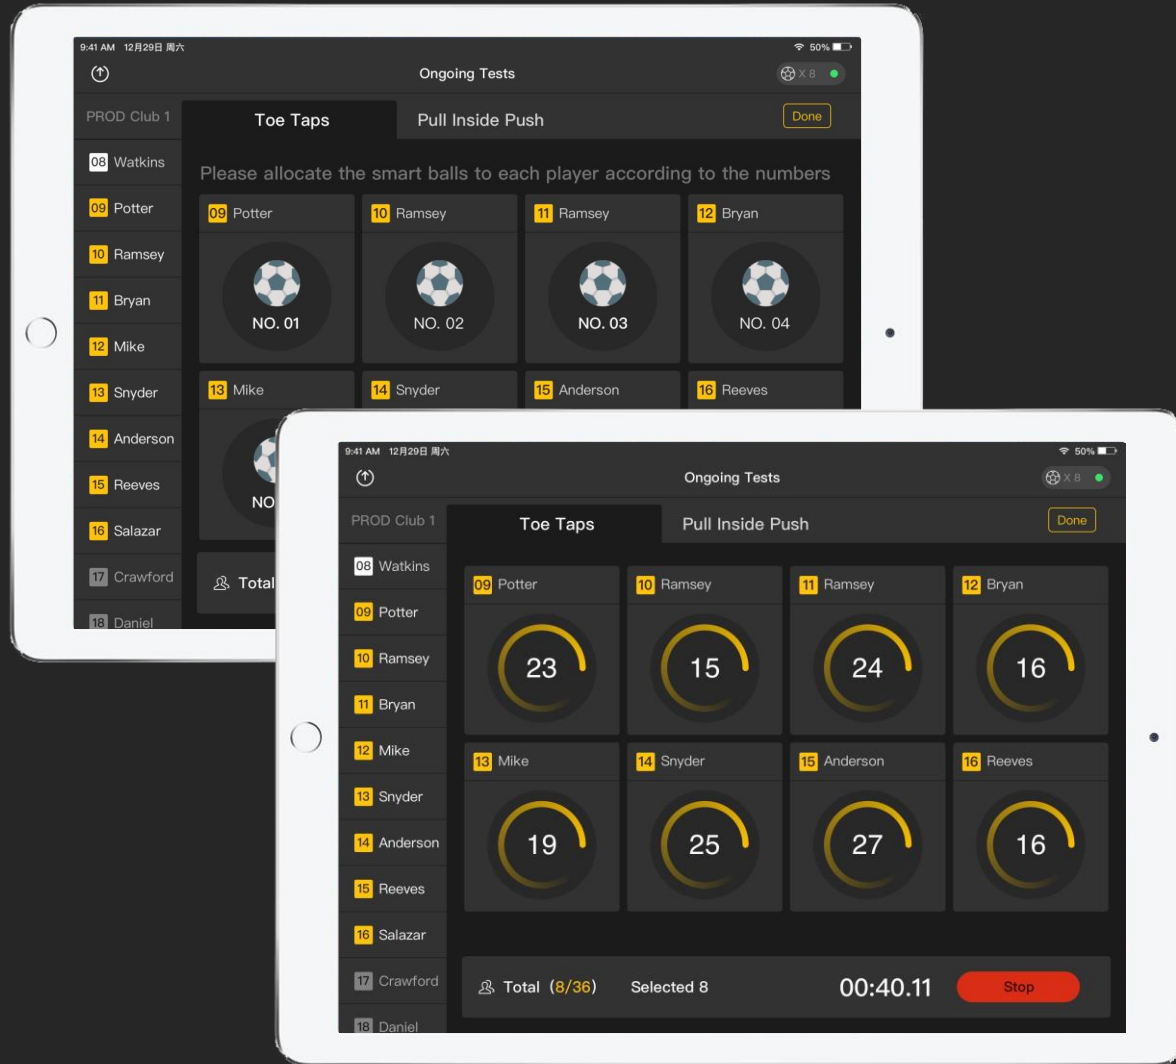 9:41 AM 12月29日 周六
50%
Ongoing Tests
X 8
PROD Club 1
Toe Taps
Pull Inside Push
Done
08 Watkins
09 Potter
10 Ramsey
11 Bryan
12 Mike
13 Snyder
14 Anderson
15 Reeves
16 Salazar
17 Crawford
18 Daniel
Please allocate the smart balls to each player according to the numbers
09 Potter
10 Ramsey
11 Ramsey
12 Bryan
NO. 01
NO. 02
NO. 03
NO. 04
13 Mike
14 Snyder
15 Anderson
16 Reeves
NO
Total
9:41 AM 12月29日 周六
50%
Ongoing Tests
X 8
PROD Club 1
Toe Taps
Pull Inside Push
Done
08 Watkins
09 Potter
10 Ramsey
11 Bryan
12 Mike
13 Snyder
14 Anderson
15 Reeves
16 Salazar
17 Crawford
18 Daniel
09 Potter
10 Ramsey
11 Ramsey
12 Bryan
23
15
24
16
13 Mike
14 Snyder
15 Anderson
16 Reeves
19
25
27
16
Total (8/36)
Selected 8
00:40.11
Stop